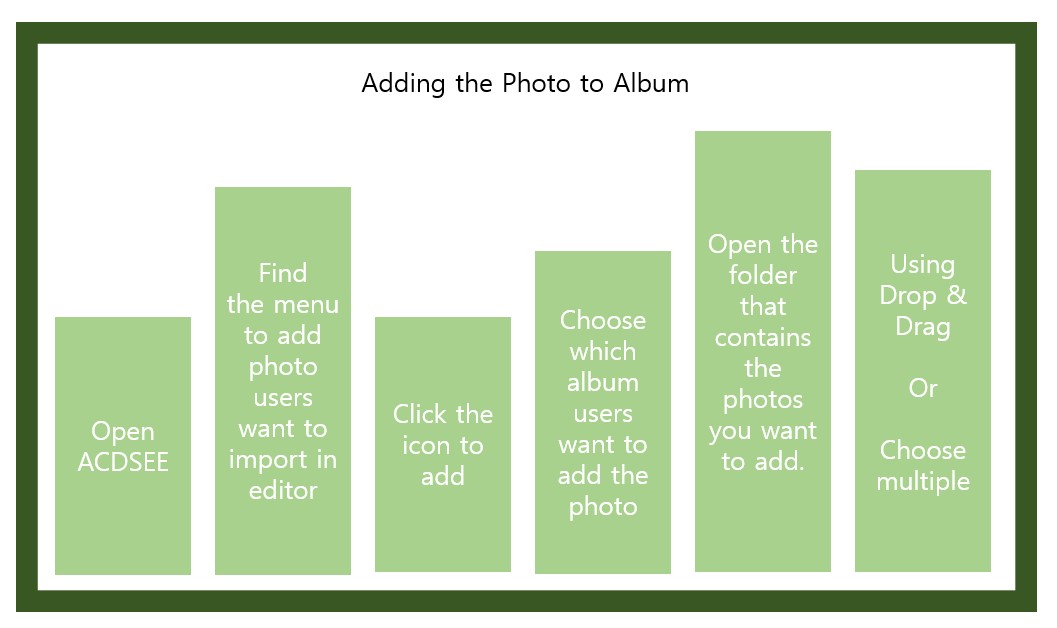 Adding the Photo to Album
Open
ACDSEE
Find
the menu
to add
photo
users
want to
import in
editor
Click the
icon to
add
Choose
which
album
users
want to
add the
photo
Open the
folder
that
contains
the
photos
you want
to add.
Using
Drop &
Drag
Or
Choose
multiple